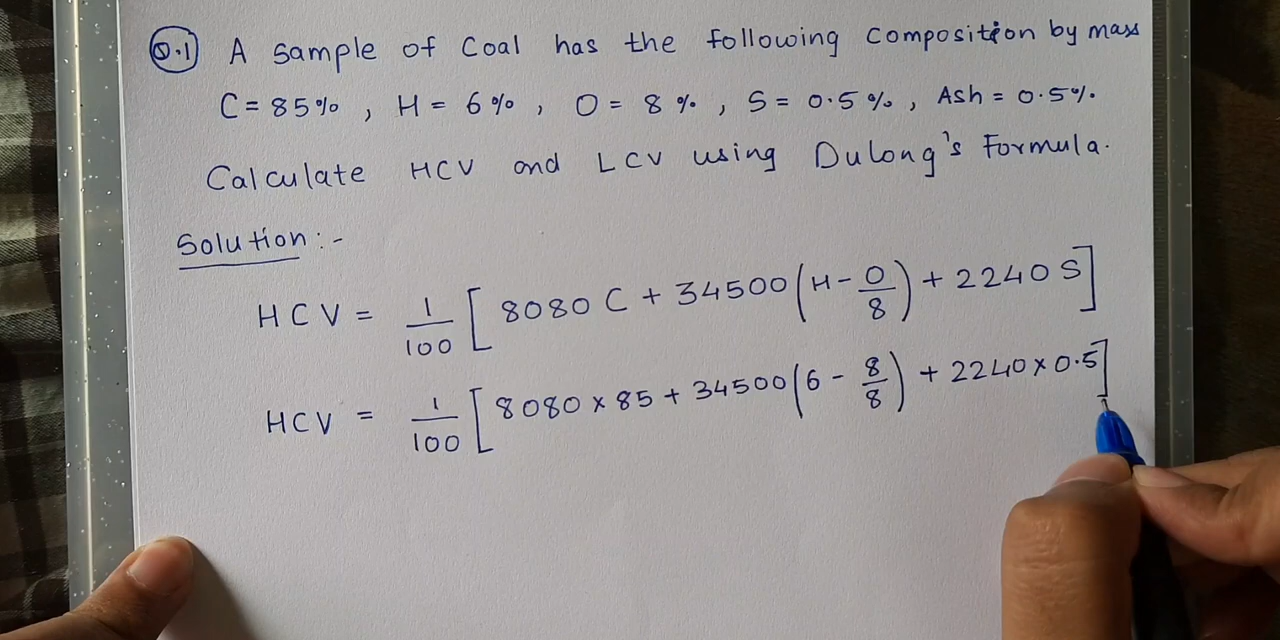 Q.1 A Sample of Coal has the following Composition by mass
C = 85%, H = 6%, O = 8%, S = 0.5%, Ash = 0.5%.
Calculate HCV and LCV using Dulong's Formula.
Solution :-
HCV = 1/100 [ 8080 C + 34500 (H - O/8) + 2240 S ]
HCV = 1/100 [ 8080 × 85 + 34500 (6 - 8/8) + 2240 × 0.5 ]